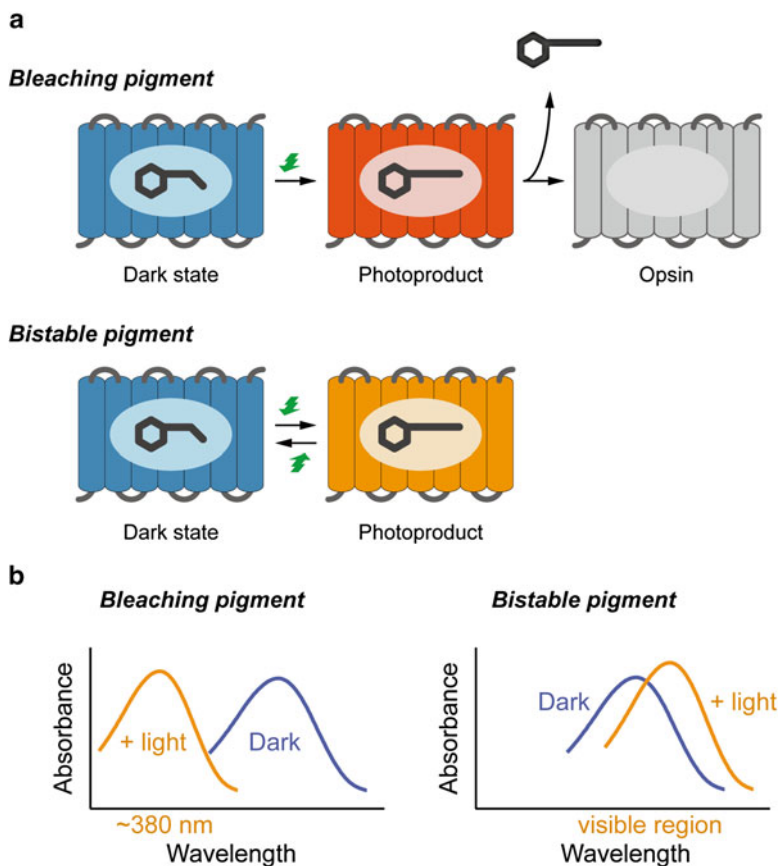 a
Bleaching pigment
Dark state
Photoproduct
Opsin
Bistable pigment
Dark state
Photoproduct
b
Bleaching pigment
Absorbance
+ light
Dark
~380 nm
Wavelength
Bistable pigment
Absorbance
Dark
+ light
visible region
Wavelength